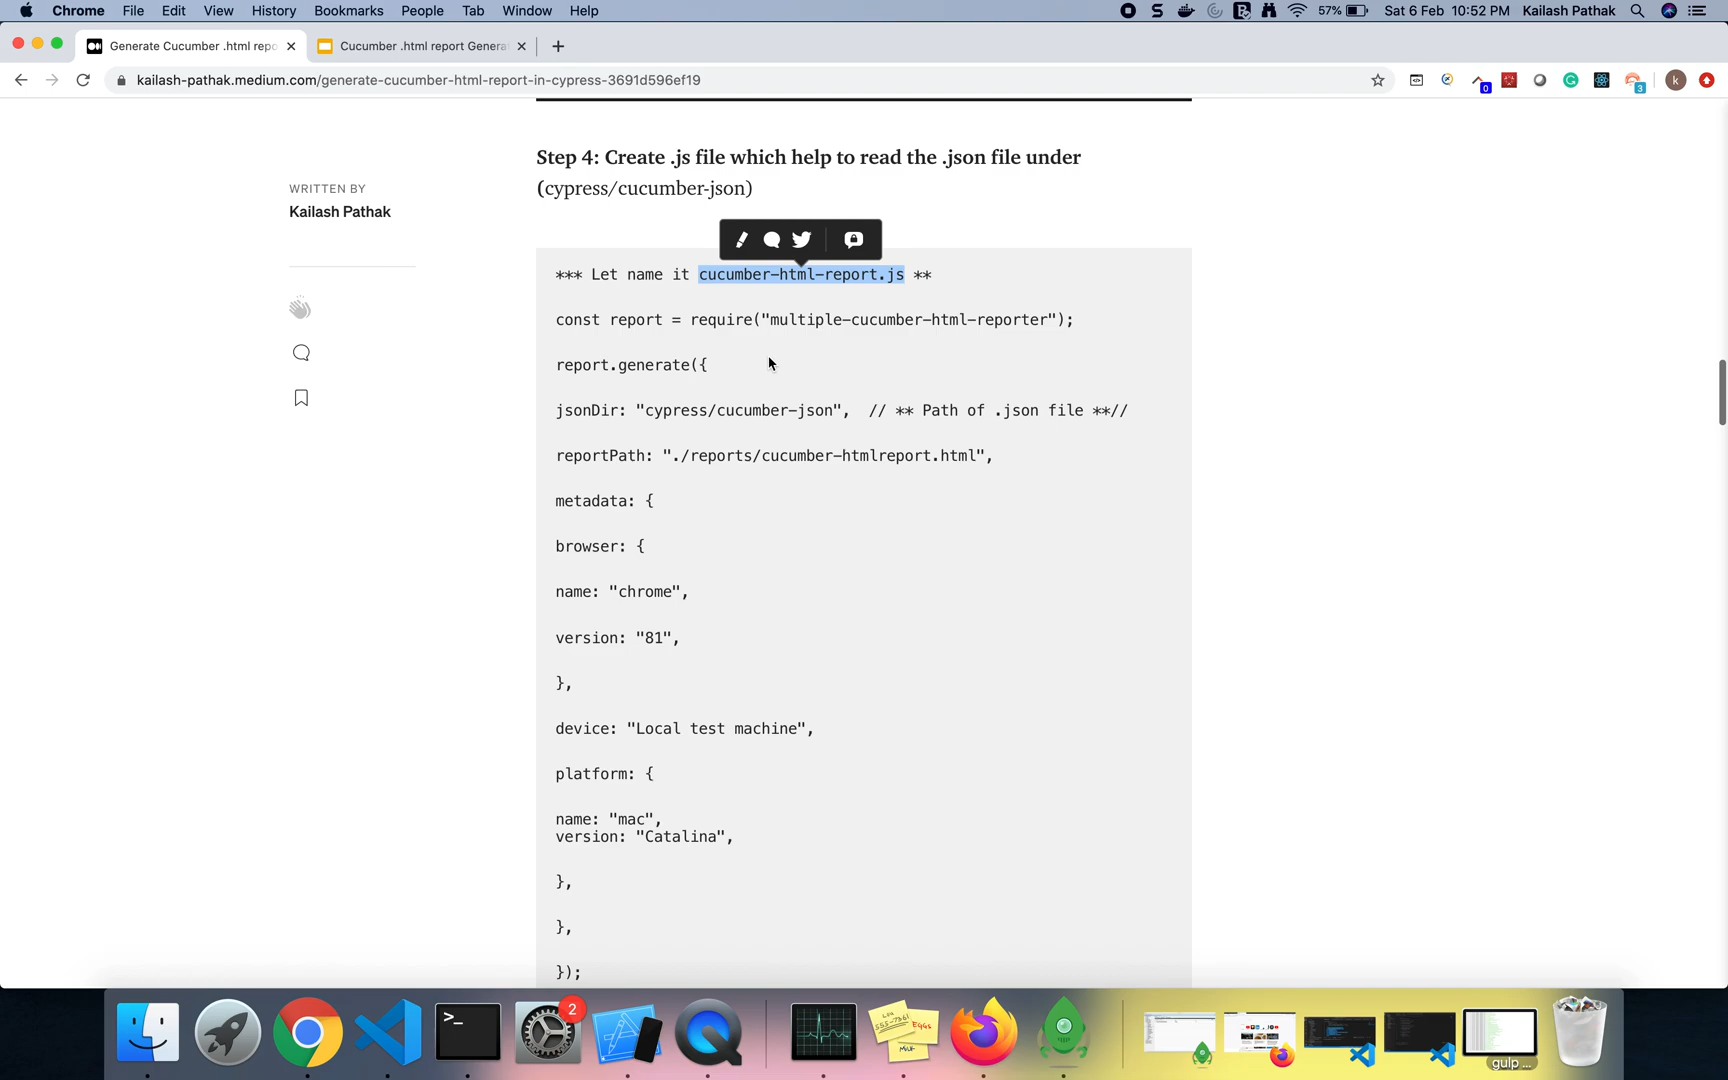 Chrome File Edit View History Bookmarks People Tab Window Help
57% Sat 6 Feb 10:52 PM Kailash Pathak
Generate Cucumber .html repo
Cucumber .html report Genera
kailash-pathak.medium.com/generate-cucumber-html-report-in-cypress-3691d596ef19
0
3
k
Step 4: Create .js file which help to read the .json file under
(cypress/cucumber-json)
WRITTEN BY
Kailash Pathak
*** Let name it cucumber-html-report.js **
const report = require("multiple-cucumber-html-reporter");
report.generate({
jsonDir: "cypress/cucumber-json", // ** Path of .json file **//
reportPath: "./reports/cucumber-htmlreport.html",
metadata: {
browser: {
name: "chrome",
version: "81",
},
device: "Local test machine",
platform: {
name: "mac",
version: "Catalina",
},
},
});
>_
2
EGGS
MILK
gulp ...